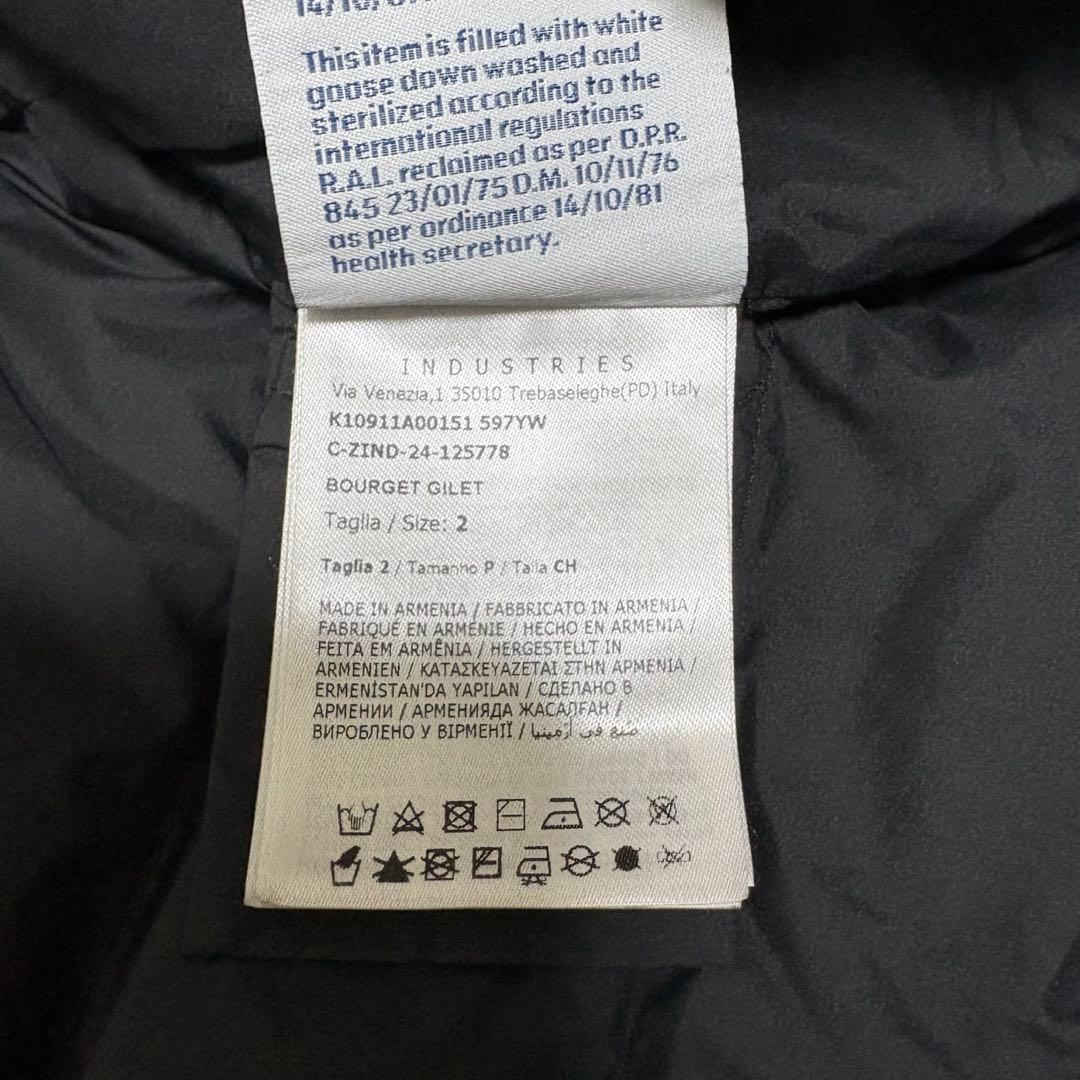 This item is filled with white
goose down washed and
sterilized according to the
international regulations
R.A.L. reclaimed as per D.P.R.
845 23/01/75 D.M. 10/11/76
as per ordinance 14/10/81
health secretary.
INDUSTRIES
Via Venezia,1 35010 Trebaseleghe(PD) Italy
K10911A00151 597YW
C-ZIND-24-125778
BOURGET GILET
Taglia / Size: 2
Taglia 2 / Tamanho P / Talla CH
MADE IN ARMENIA / FABBRICATO IN ARMENIA /
FABRIQUÉ EN ARMÉNIE / HECHO EN ARMENIA /
FEITA EM ARMÊNIA / HERGESTELLT IN
ARMENIEN / ΚΑΤΑΣΚΕΥΑΖΕΤΑΙ ΣΤΗΝ ΑΡΜΕΝΙΑ /
ERMENİSTAN'DA YAPILAN / СДЕЛАНО В
АРМЕНИИ / АРМЕНИЯДА ЖАСАЛҒАН /
ВИРОБЛЕНО У ВІРМЕНІЇ / صنع في أرمينيا